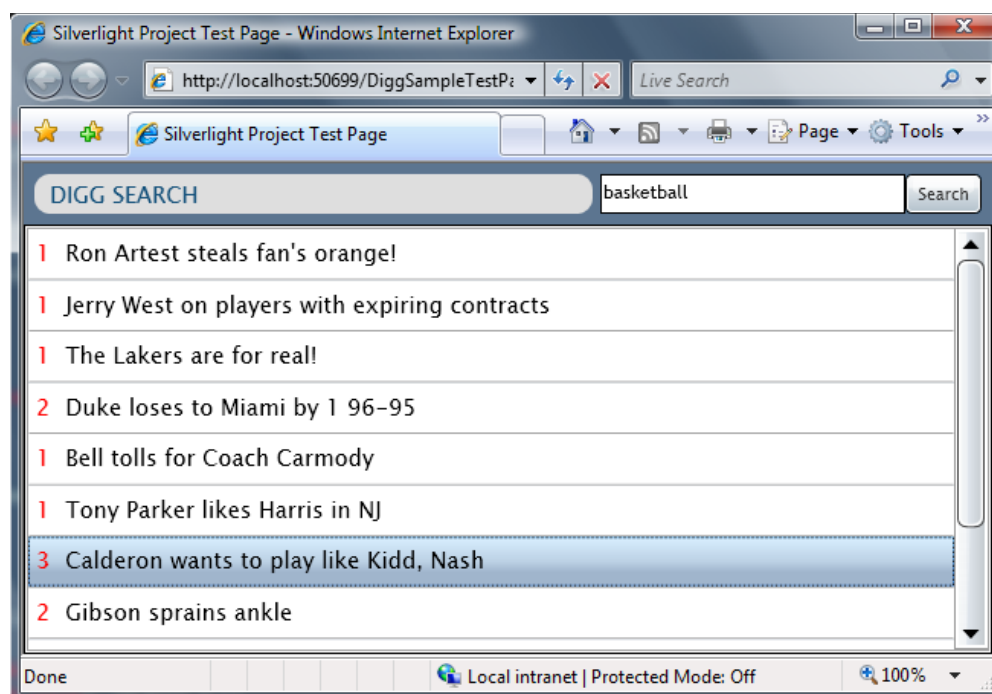 Silverlight Project Test Page - Windows Internet Explorer
http://localhost:50699/DiggSampleTestPa
Live Search
Silverlight Project Test Page
Page
Tools
DIGG SEARCH
basketball
Search
1 Ron Artest steals fan's orange!
1 Jerry West on players with expiring contracts
1 The Lakers are for real!
2 Duke loses to Miami by 1 96-95
1 Bell tolls for Coach Carmody
1 Tony Parker likes Harris in NJ
3 Calderon wants to play like Kidd, Nash
2 Gibson sprains ankle
Done
Local intranet | Protected Mode: Off
100%